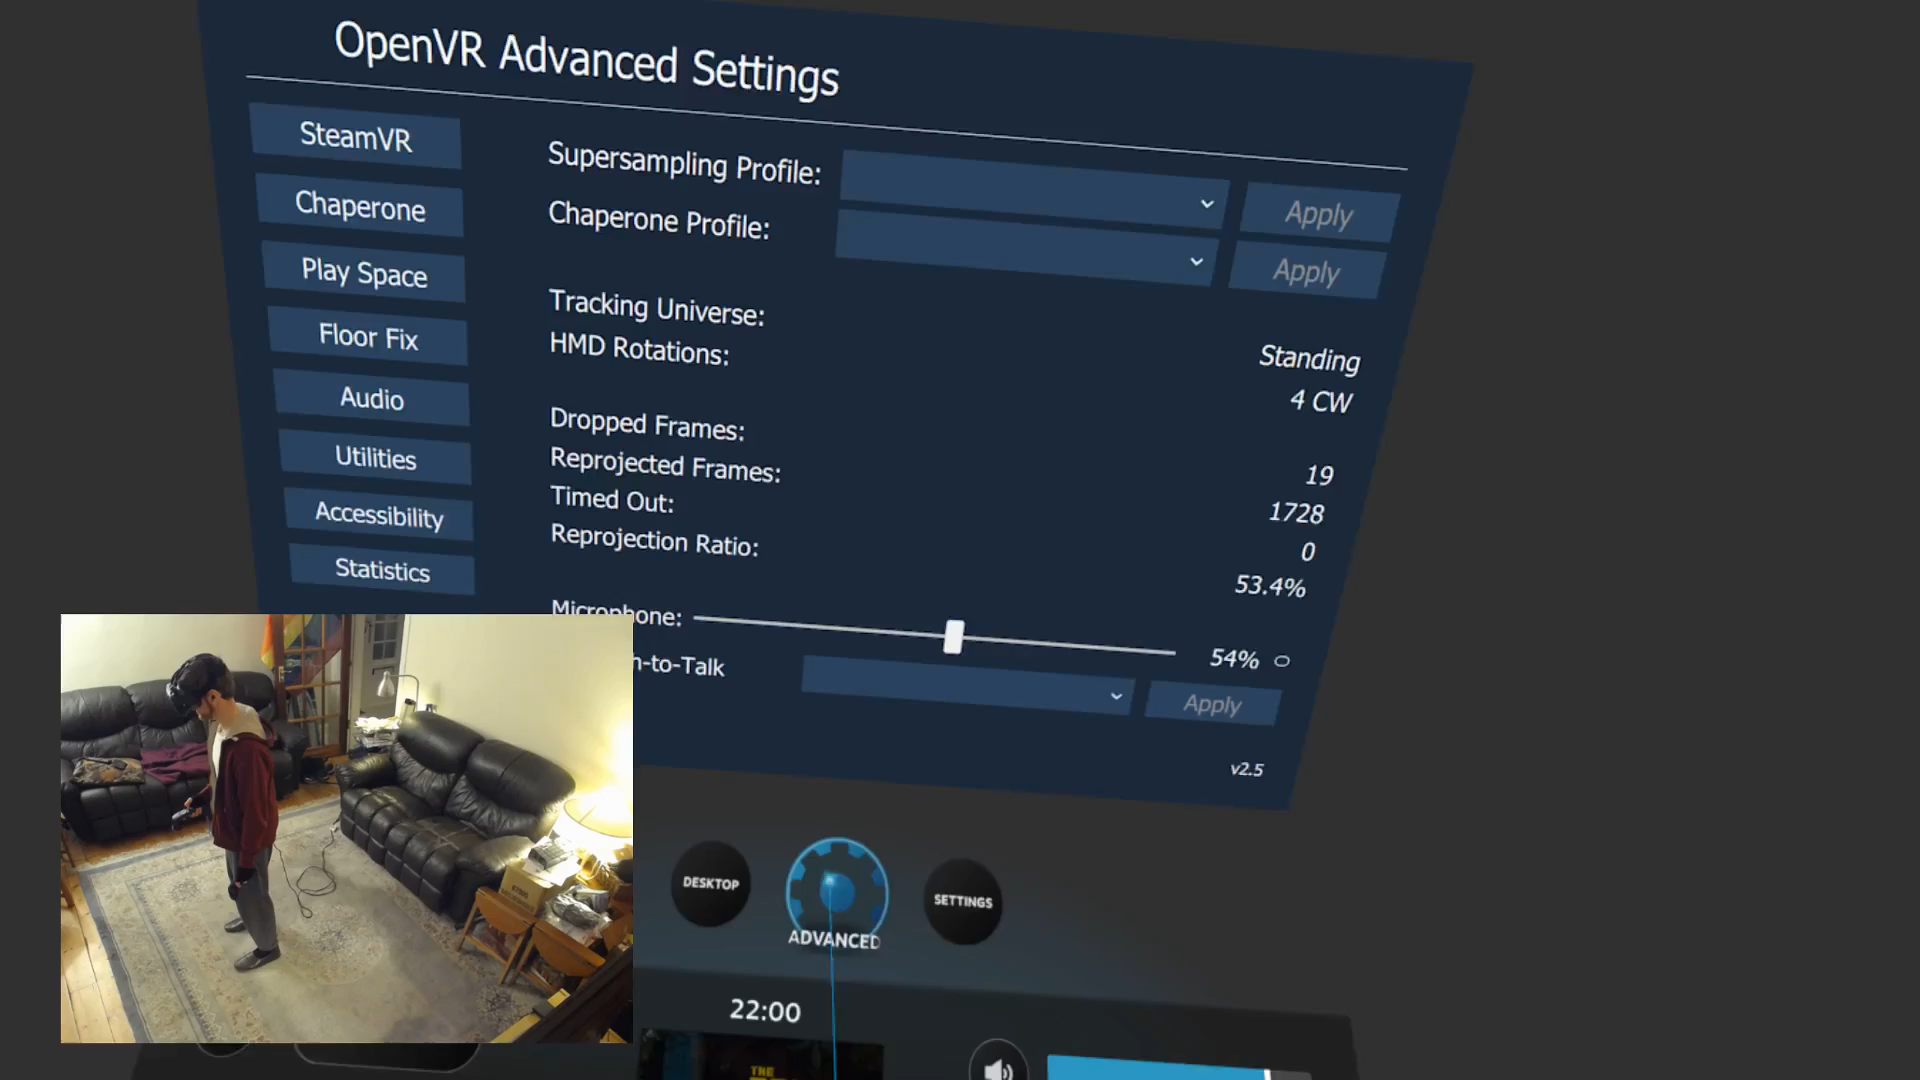 OpenVR Advanced Settings
SteamVR
Chaperone
Play Space
Floor Fix
Audio
Utilities
Accessibility
Statistics
Supersampling Profile:
Apply
Chaperone Profile:
Apply
Tracking Universe:
Standing
HMD Rotations:
4 CW
Dropped Frames:
19
Reprojected Frames:
1728
Timed Out:
0
Reprojection Ratio:
53.4%
Microphone:
54%
h-to-Talk
Apply
v2.5
DESKTOP
ADVANCED
SETTINGS
22:00
THE